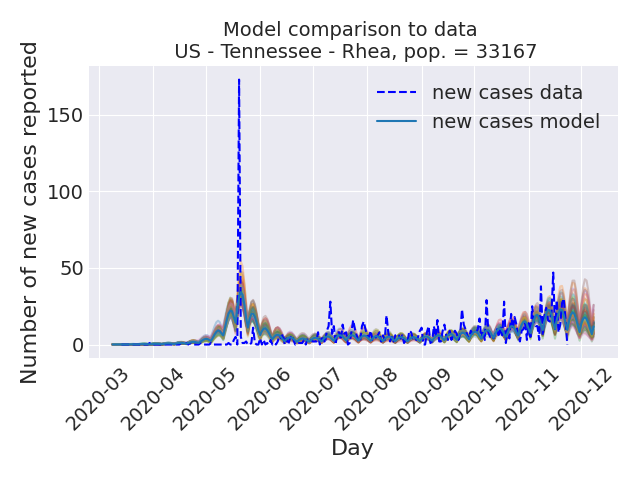 Model comparison to data
US - Tennessee - Rhea, pop. = 33167
Number of new cases reported
150
100
50
0
new cases data
new cases model
2020-03
2020-04
2020-05
2020-06
2020-07
2020-08
2020-09
2020-10
2020-11
2020-12
Day